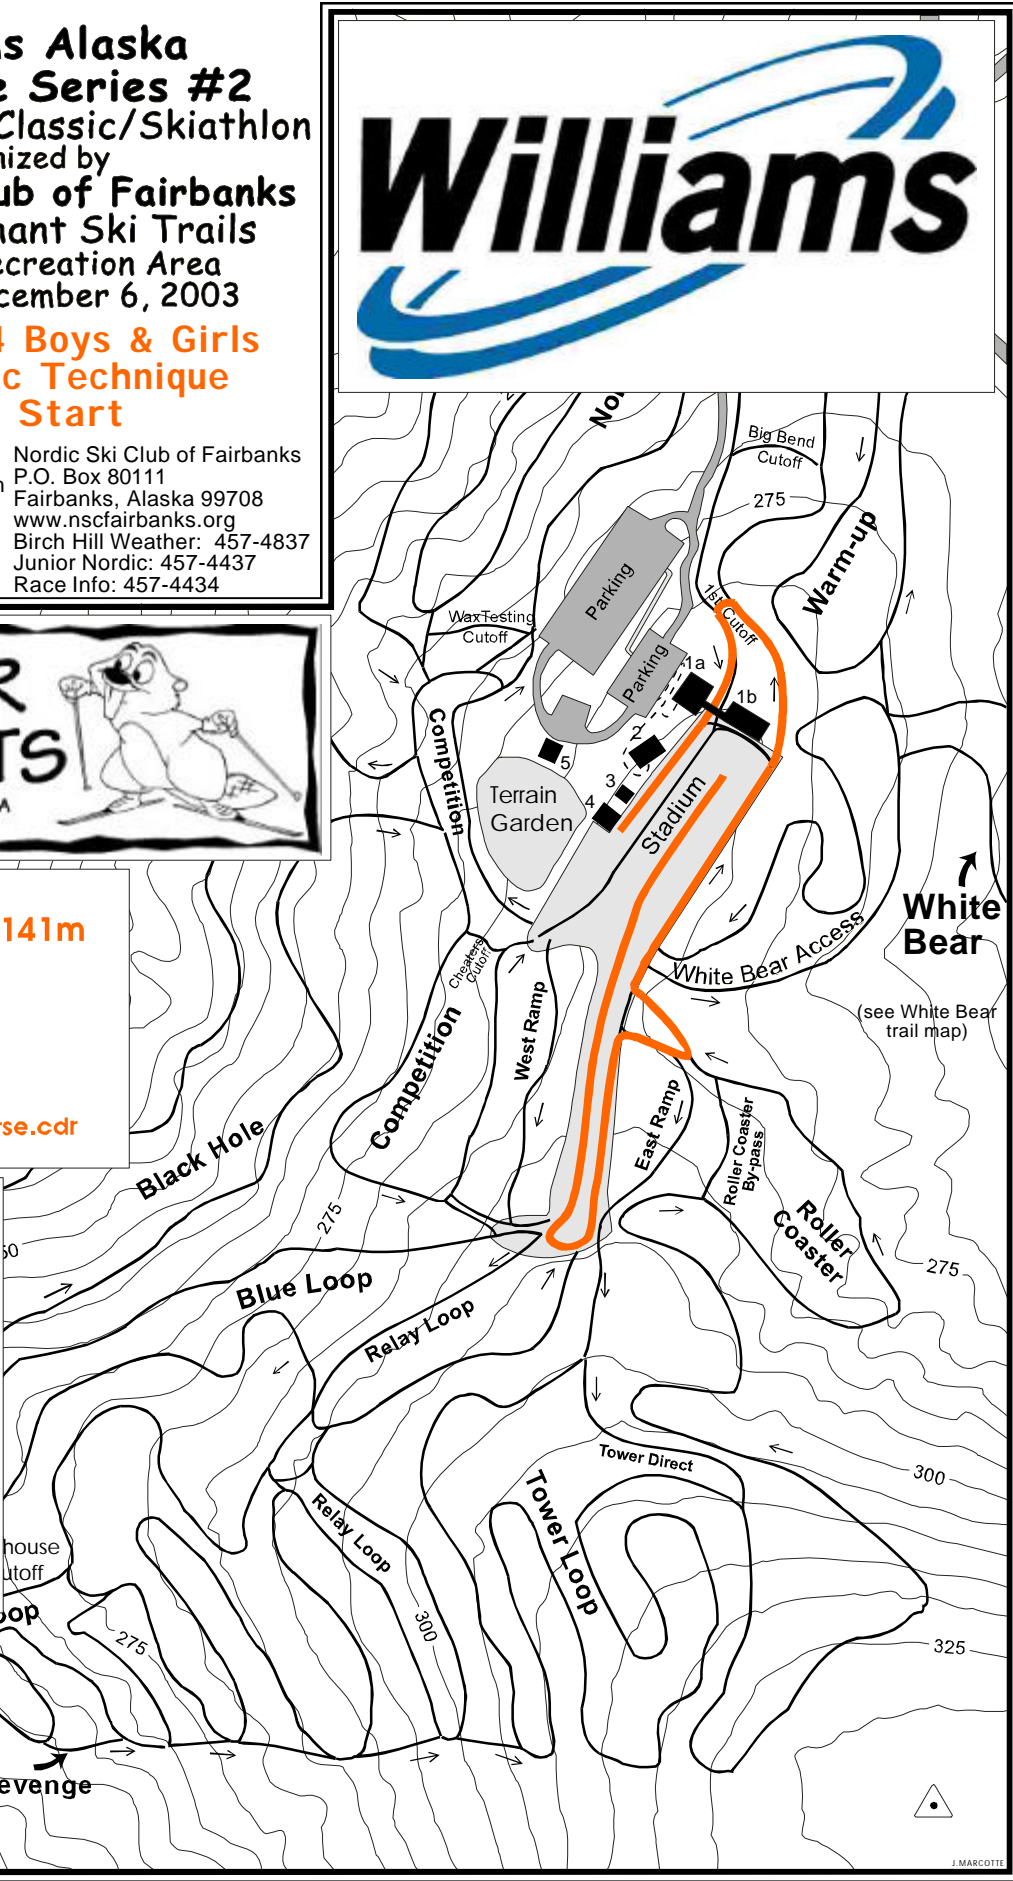 s Alaska
e Series #2
Classic/Skiathlon
nized by
ub of Fairbanks
nant Ski Trails
ecreation Area
cember 6, 2003
4 Boys & Girls
c Technique
Start
Nordic Ski Club of Fairbanks
P.O. Box 80111
Fairbanks, Alaska 99708
www.nscfairbanks.org
Birch Hill Weather: 457-4837
Junior Nordic: 457-4437
Race Info: 457-4434
Williams
Big Bend
Cutoff
275
Warm-up
Parking
1st Cutoff
WaxTesting
Cutoff
Parking
1a
1b
2
3
4
5
Competition
Terrain
Garden
Stadium
R
TS
A
141m
rse.cdr
White
Bear
White Bear Access
(see White Bear
trail map)
Cheaters
Cutoff
Competition
West Ramp
East Ramp
Roller Coaster
By-pass
Roller
Coaster
Black Hole
275
275
Blue Loop
Relay Loop
Tower Direct
300
Tower Loop
Relay Loop
house
utoff
oop
275
300
325
evenge
J.MARCOTTE